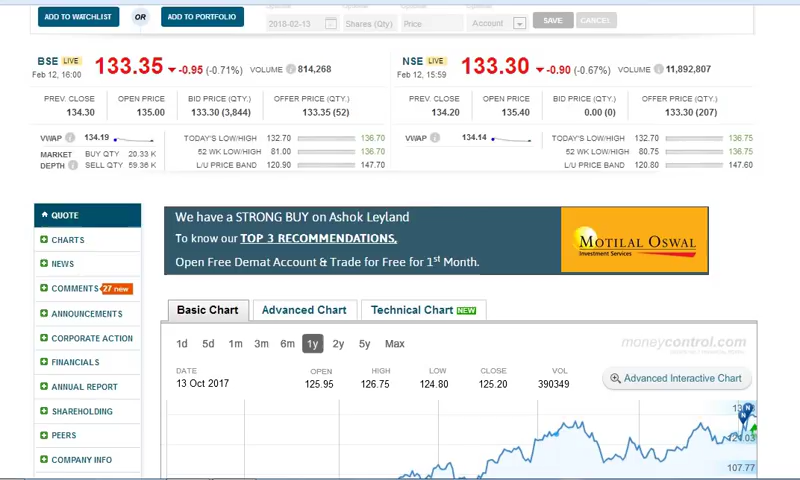 ADD TO WATCHLIST OR ADD TO PORTFOLIO 2018-02-13 Shares (Qty) Price Account SAVE CANCEL
BSE LIVE 133.35 -0.95 (-0.71%) VOLUME 814,268
Feb 12, 16:00
PREV. CLOSE OPEN PRICE BID PRICE (QTY.) OFFER PRICE (QTY.)
134.30 135.00 133.30 (3,844) 133.35 (52)
VWAP 134.19 TODAY'S LOW/HIGH 132.70 136.70
MARKET DEPTH BUY QTY 20.33 K 52 WK LOW/HIGH 81.00 136.70
SELL QTY 59.36 K L/U PRICE BAND 120.90 147.70
NSE LIVE 133.30 -0.90 (-0.67%) VOLUME 11,892,807
Feb 12, 15:59
PREV. CLOSE OPEN PRICE BID PRICE (QTY.) OFFER PRICE (QTY.)
134.20 135.40 0.00 (0) 133.30 (207)
VWAP 134.14 TODAY'S LOW/HIGH 132.70 136.75
52 WK LOW/HIGH 80.75 136.75
L/U PRICE BAND 120.80 147.60
QUOTE
CHARTS
NEWS
COMMENTS 27 new
ANNOUNCEMENTS
CORPORATE ACTION
FINANCIALS
ANNUAL REPORT
SHAREHOLDING
PEERS
COMPANY INFO
We have a STRONG BUY on Ashok Leyland
To know our TOP 3 RECOMMENDATIONS.
Open Free Demat Account & Trade for Free for 1st Month.
MOTILAL OSWAL
Investment Services
Basic Chart Advanced Chart Technical Chart NEW
1d 5d 1m 3m 6m 1y 2y 5y Max
moneycontrol.com
DATE OPEN HIGH LOW CLOSE VOL
13 Oct 2017 125.95 126.75 124.80 125.20 390349
Advanced Interactive Chart
N
N
107.77